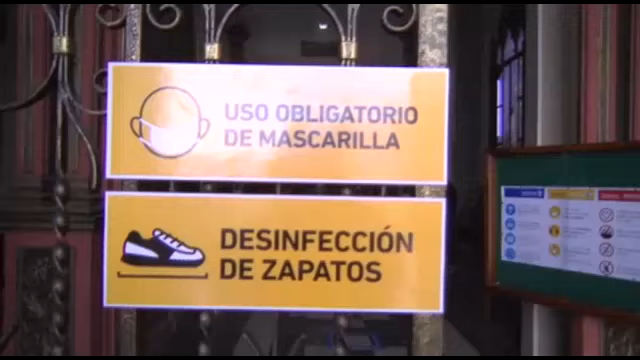 USO OBLIGATORIO
DE MASCARILLA
DESINFECCIÓN
DE ZAPATOS